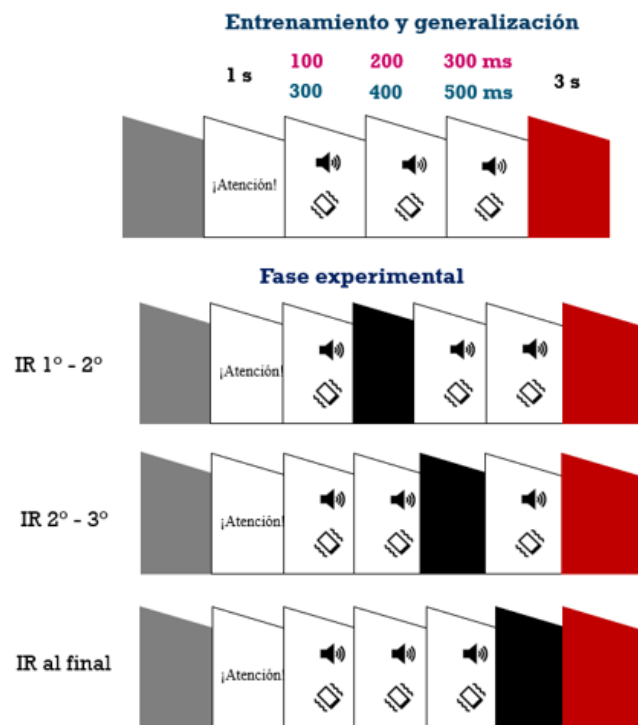 Entrenamiento y generalización
1 s
100 200 300 ms
300 400 500 ms
3 s
¡Atención!
Fase experimental
IR 1º - 2º
¡Atención!
IR 2º - 3º
¡Atención!
IR al final
¡Atención!